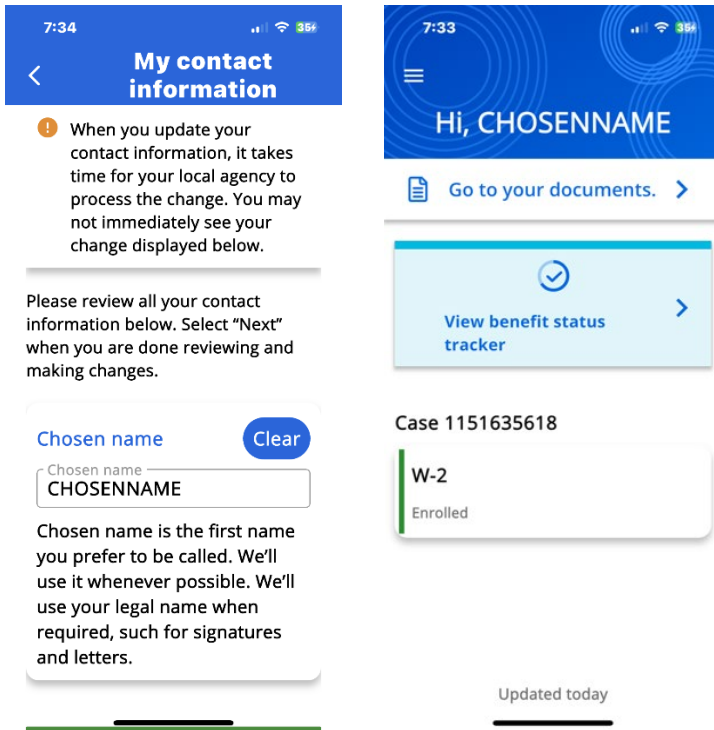 7:34
35
My contact
information
When you update your
contact information, it takes
time for your local agency to
process the change. You may
not immediately see your
change displayed below.
Please review all your contact
information below. Select “Next”
when you are done reviewing and
making changes.
Chosen name
Clear
Chosen name
CHOSENNAME
Chosen name is the first name
you prefer to be called. We’ll
use it whenever possible. We’ll
use your legal name when
required, such for signatures
and letters.
7:33
35
Hi, CHOSENNAME
Go to your documents.
View benefit status
tracker
Case 1151635618
W-2
Enrolled
Updated today